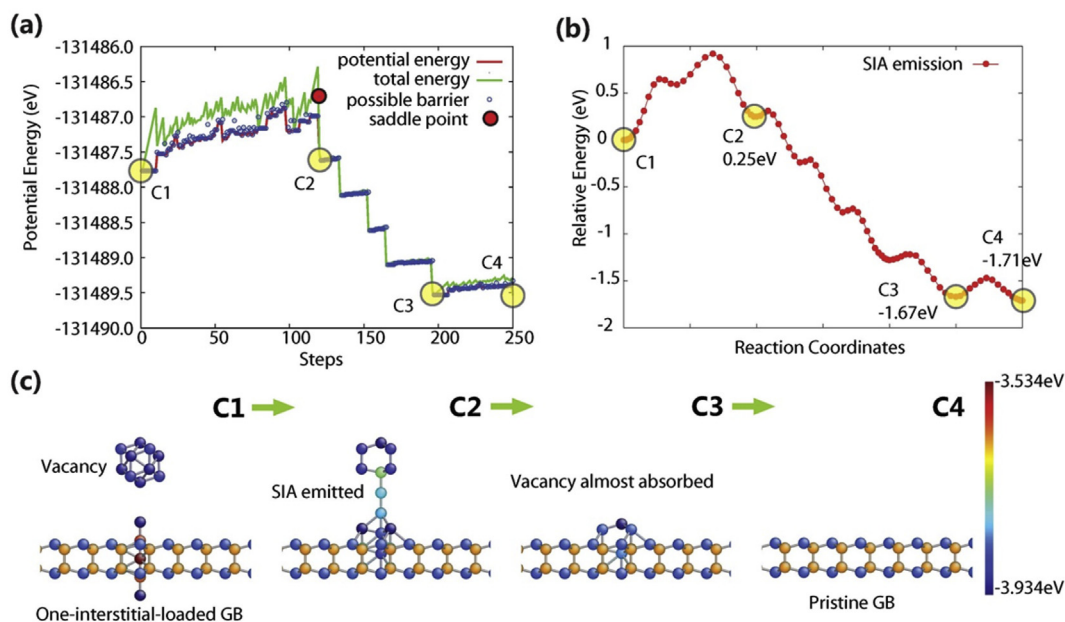 (a)
-131486.0
-131486.5
-131487.0
-131487.5
-131488.0
-131488.5
-131489.0
-131489.5
-131490.0
Potential Energy (eV)
potential energy
total energy
possible barrier
saddle point
C1
C2
C3
C4
0 50 100 150 200 250
Steps
(b)
1
0.5
0
-0.5
-1
-1.5
-2
Relative Energy (eV)
SIA emission
C1
C2
0.25eV
C3
-1.67eV
C4
-1.71eV
Reaction Coordinates
(c)
C1 C2 C3 C4
Vacancy
One-interstitial-loaded GB
SIA emitted
Vacancy almost absorbed
Pristine GB
-3.534eV
-3.934eV